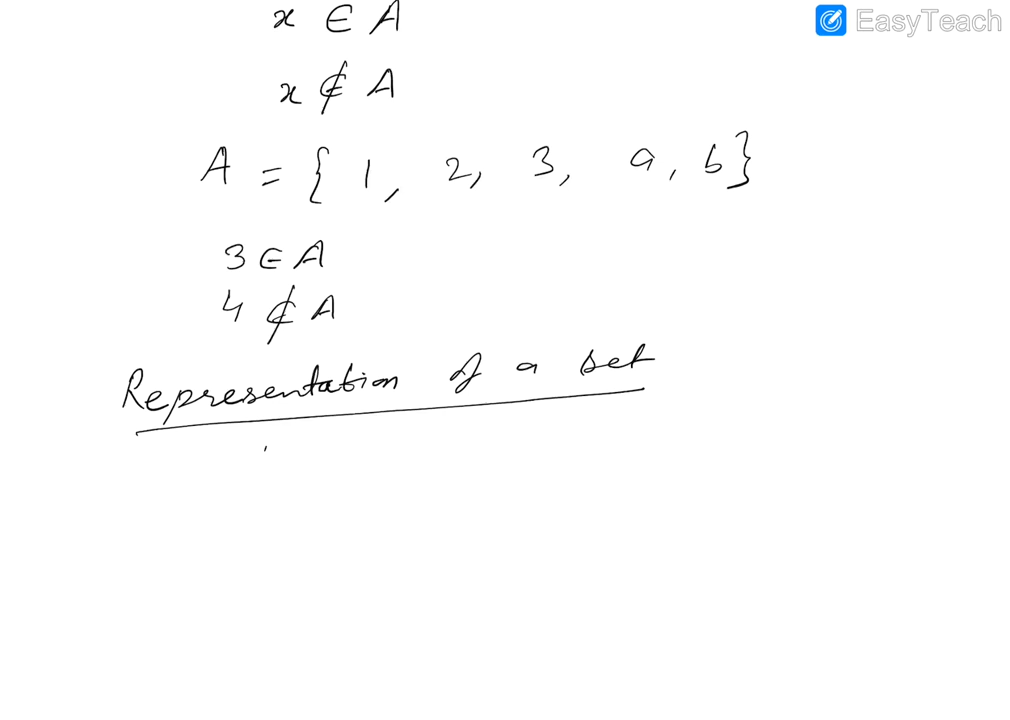 x ∈ A
EasyTeach
x ∉ A
A = { 1, 2, 3, a, b}
3 ∈ A
4 ∉ A
Representation of a set